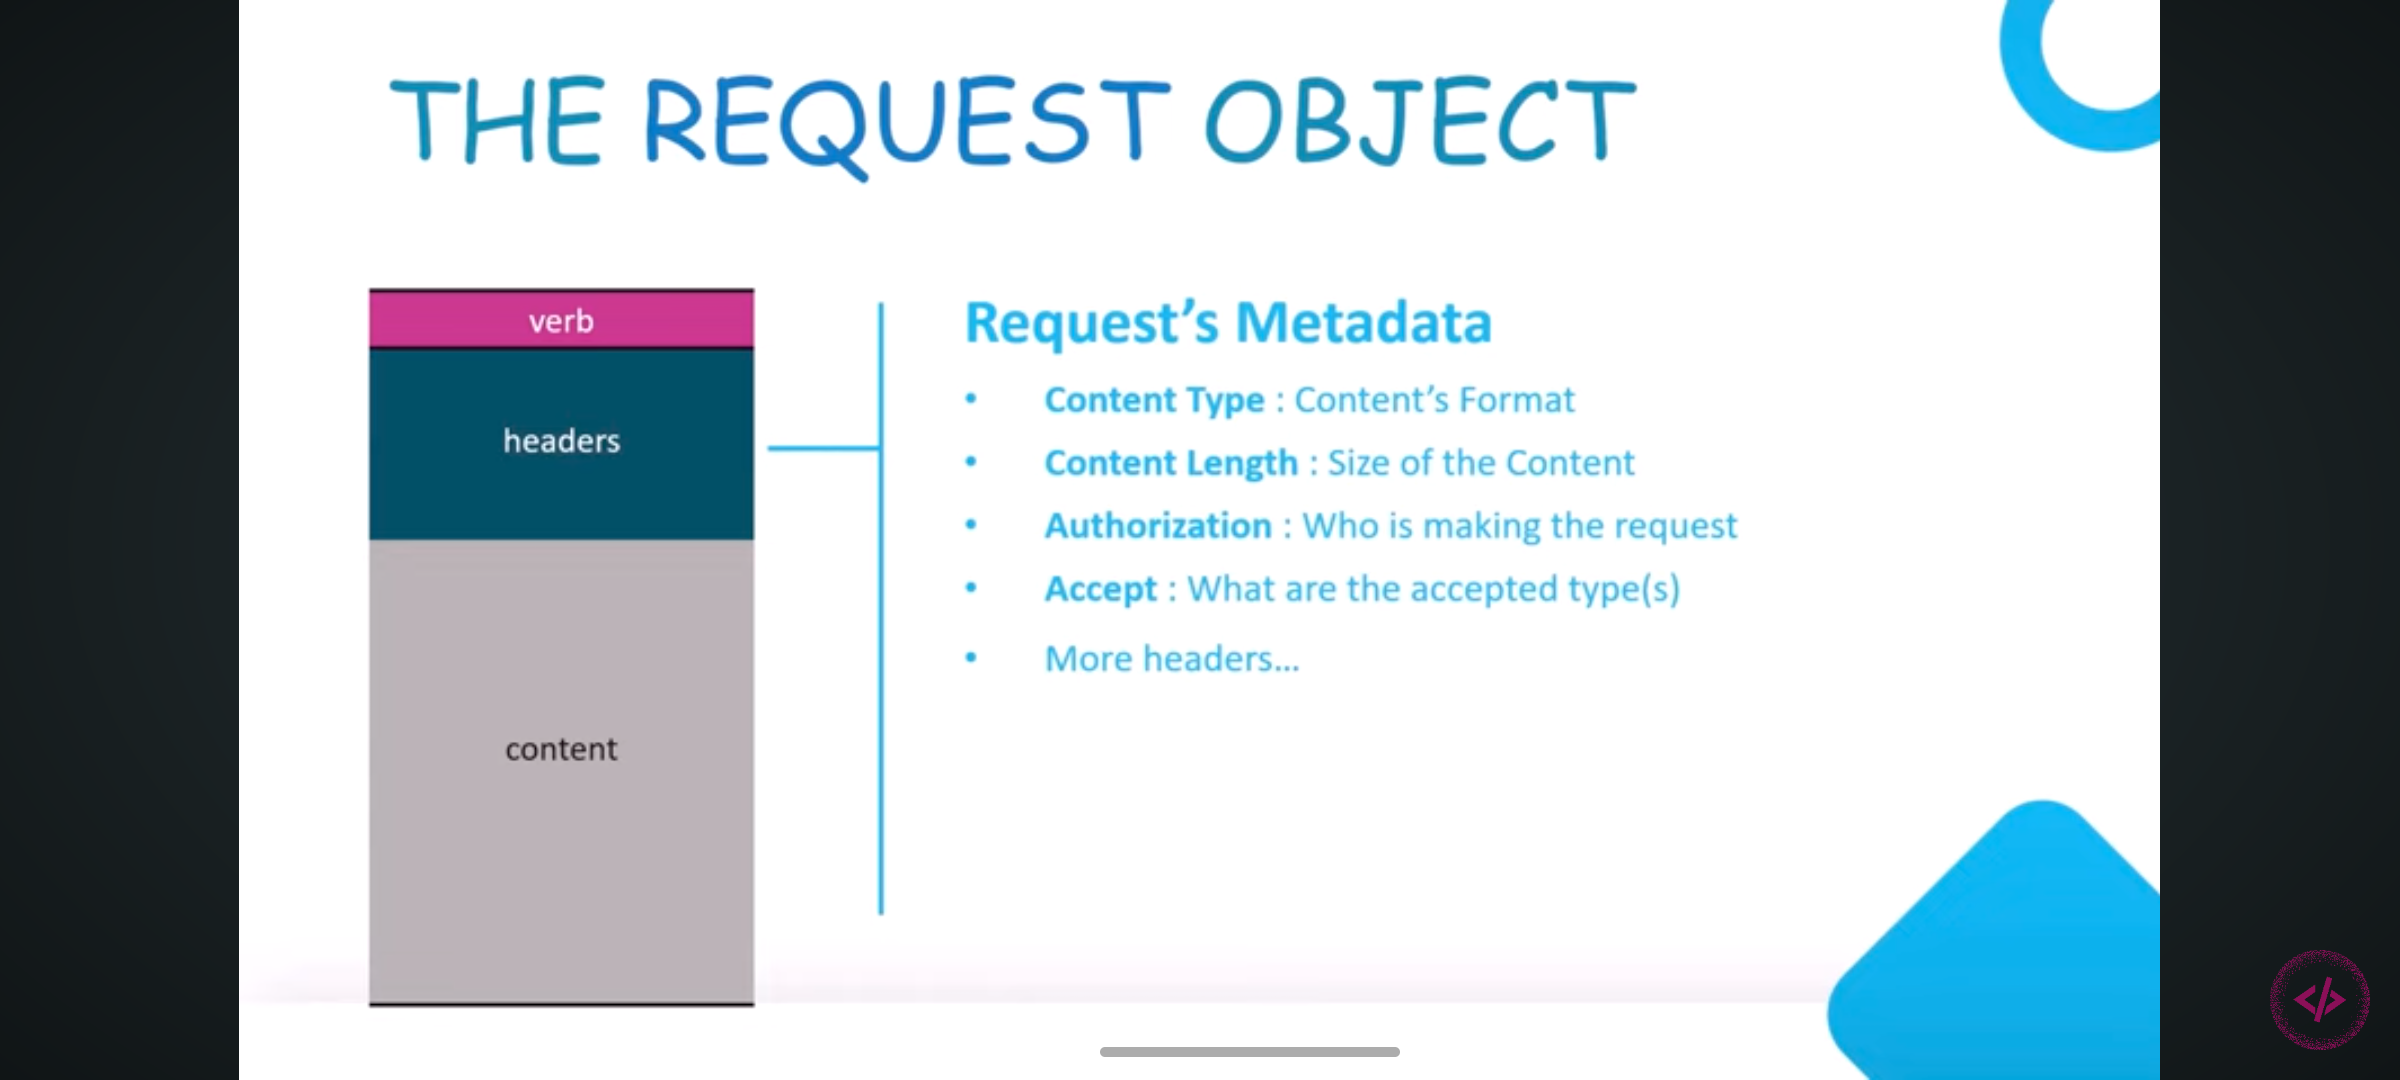 THE REQUEST OBJECT
verb
headers
content
Request’s Metadata
• Content Type : Content’s Format
• Content Length : Size of the Content
• Authorization : Who is making the request
• Accept : What are the accepted type(s)
• More headers...